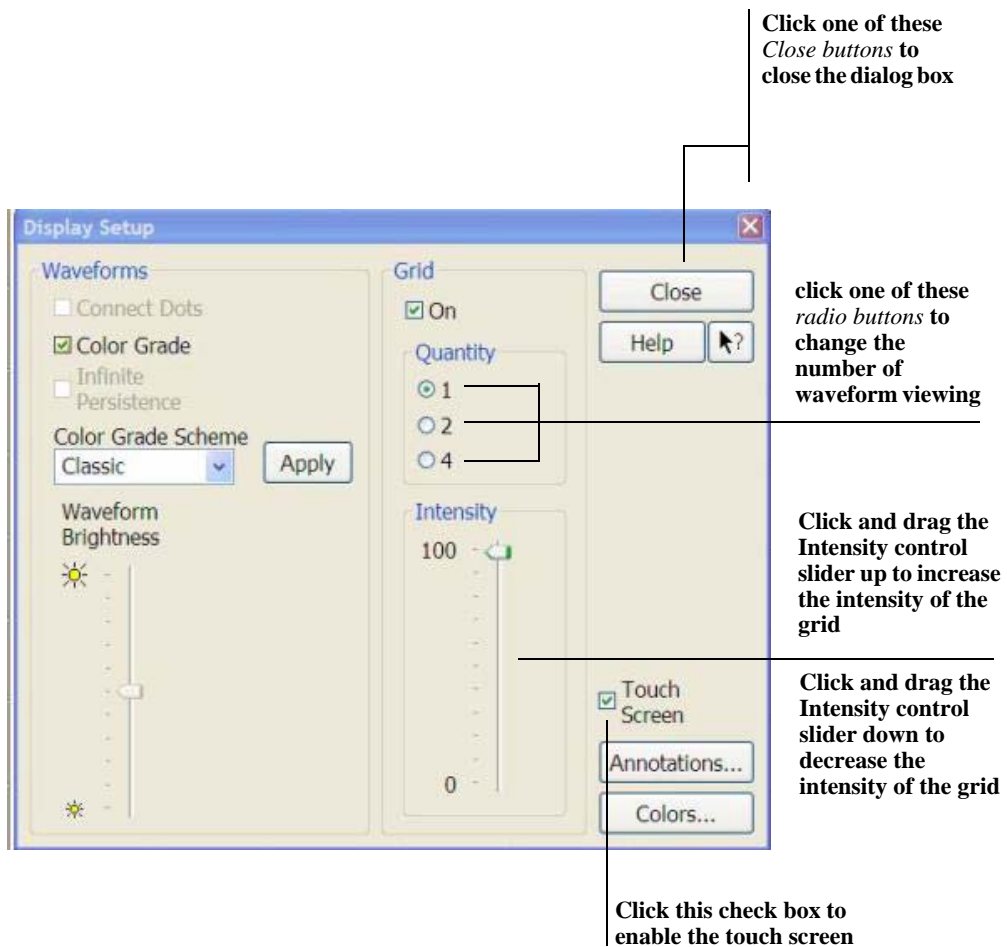 Click one of these
Close buttons to
close the dialog box
Display Setup
Waveforms
Connect Dots
Color Grade
Infinite
Persistence
Color Grade Scheme
Classic
Apply
Waveform
Brightness
Grid
On
Quantity
1
2
4
Intensity
100
0
Close
Help
?
Touch
Screen
Annotations...
Colors...
click one of these
radio buttons to
change the
number of
waveform viewing
Click and drag the
Intensity control
slider up to increase
the intensity of the
grid
Click and drag the
Intensity control
slider down to
decrease the
intensity of the grid
Click this check box to
enable the touch screen